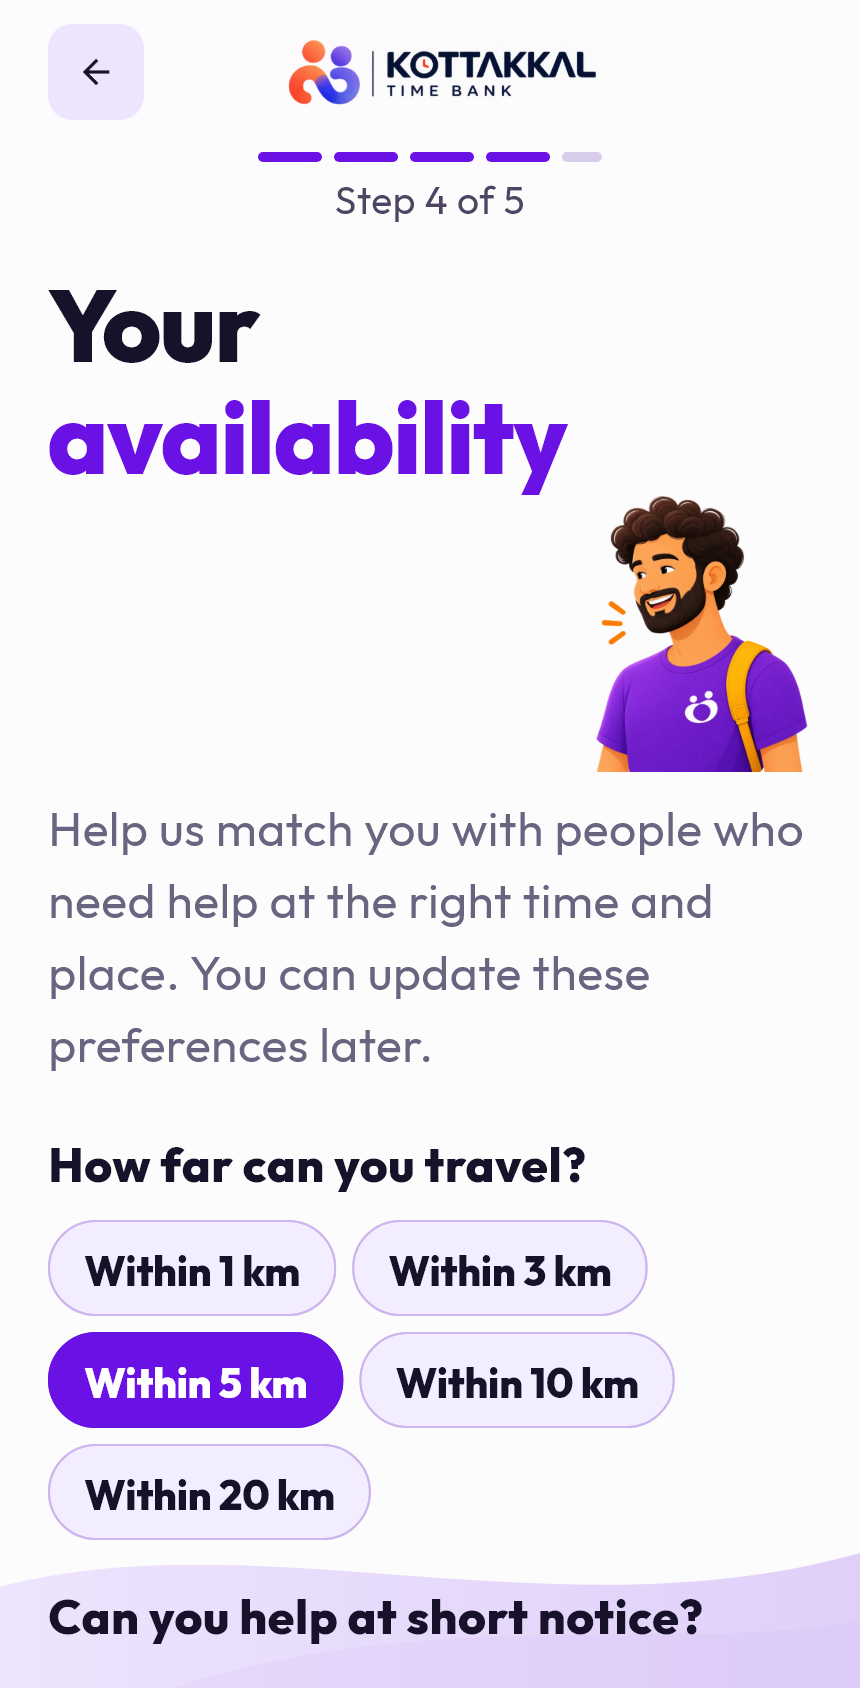 KOTTAKKAL
TIME BANK
Step 4 of 5
Your
availability
Help us match you with people who
need help at the right time and
place. You can update these
preferences later.
How far can you travel?
Within 1 km
Within 3 km
Within 5 km
Within 10 km
Within 20 km
Can you help at short notice?